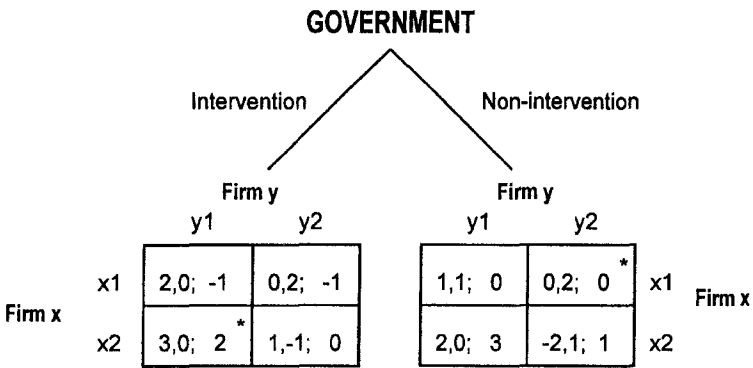 GOVERNMENT
Intervention Non-intervention
Firm y Firm y
y1 y2 y1 y2
x1 2,0; -1 0,2; -1 1,1; 0 0,2; 0 * x1
Firm x Firm x
x2 3,0; 2 * 1,-1; 0 2,0; 3 -2,1; 1 x2